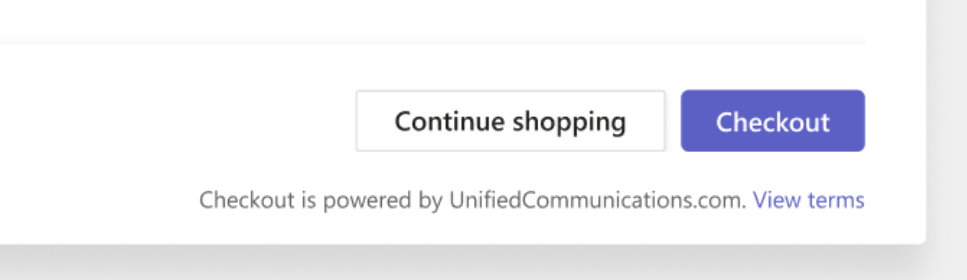 Continue shopping
Checkout
Checkout is powered by UnifiedCommunications.com. View terms